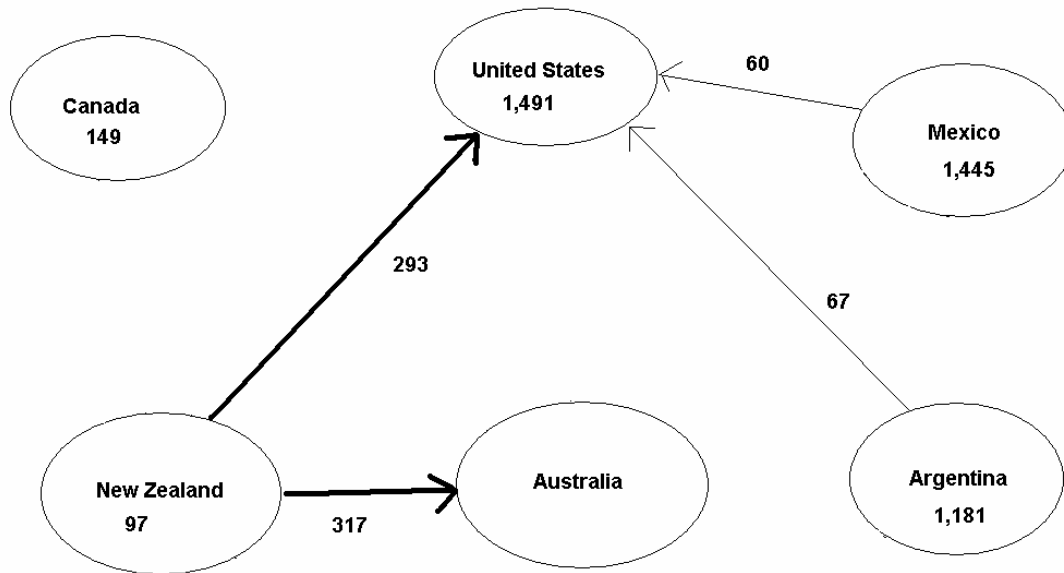 United States
1,491
60
Canada
149
Mexico
1,445
293
67
New Zealand
97
317
Australia
Argentina
1,181